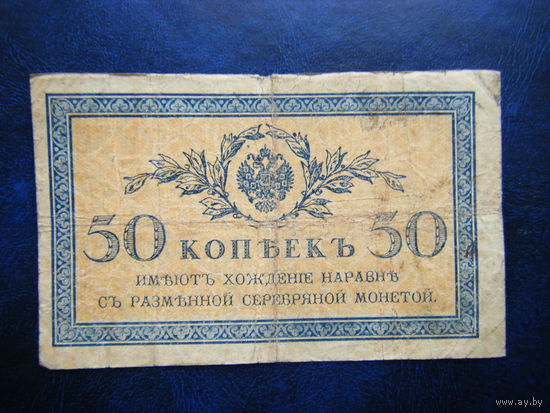 50 КОПѢЕКЪ 50
ИМѢЮТЪ ХОЖДЕНІЕ НАРАВНѢ
СЪ РАЗМѢННОЙ СЕРЕБРЯНОЙ МОНЕТОЙ.
www.ay.by